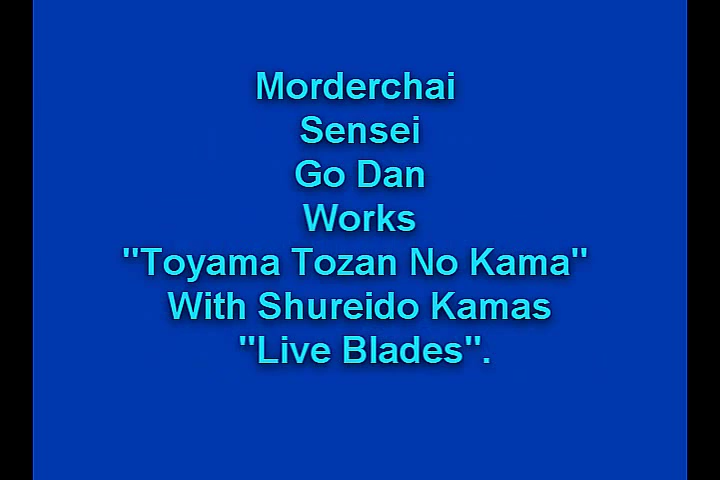 Morderchai
Sensei
Go Dan
Works
"Toyama Tozan No Kama"
With Shureido Kamas
"Live Blades".